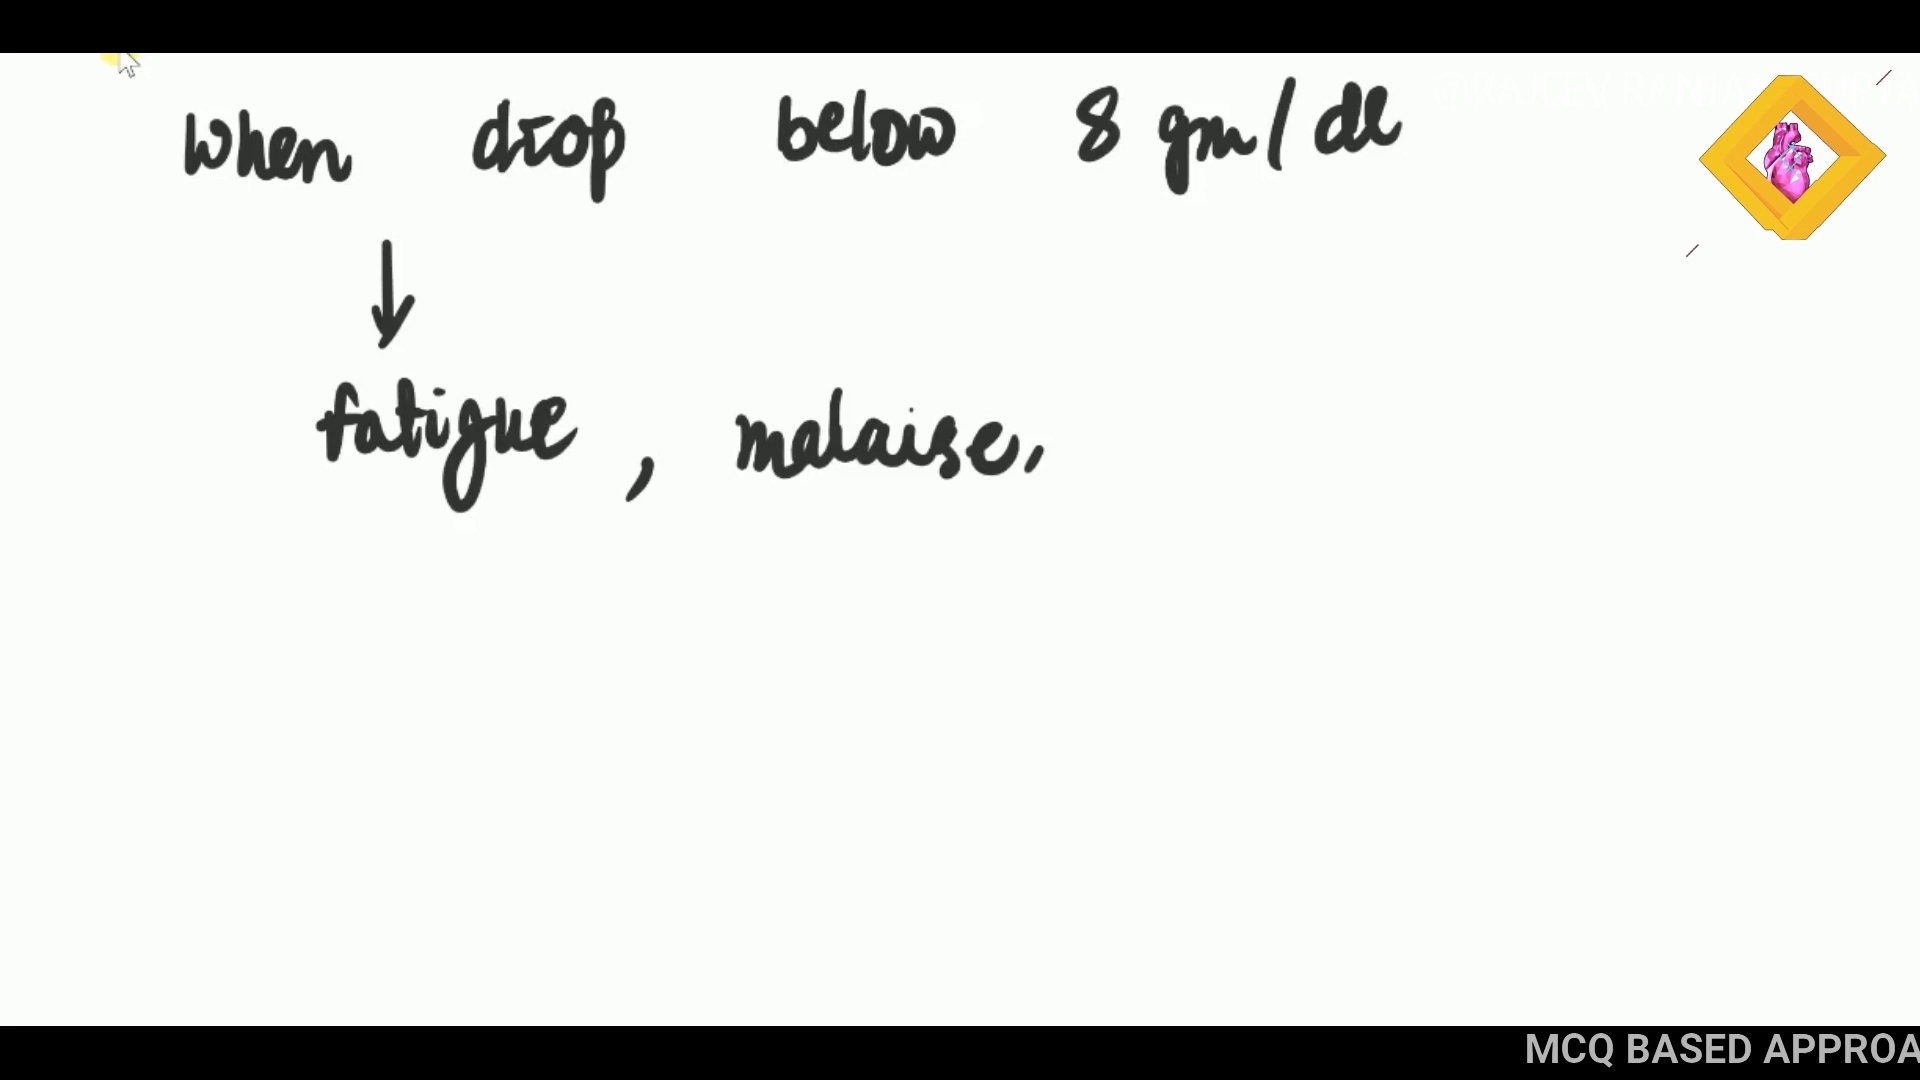 when drop below 8 gm/dl
↓
fatigue, malaise,
MCQ BASED APPROA